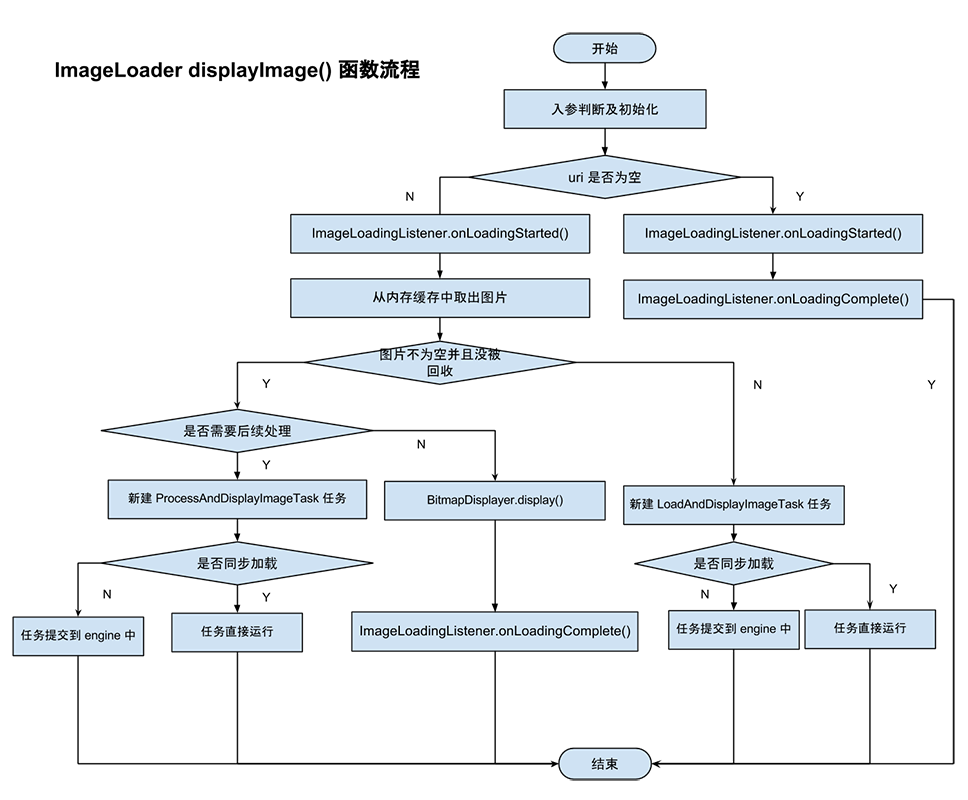 开始
ImageLoader displayImage() 函数流程
入参判断及初始化
uri 是否为空
N
Y
ImageLoadingListener.onLoadingStarted()
ImageLoadingListener.onLoadingStarted()
从内存缓存中取出图片
ImageLoadingListener.onLoadingComplete()
图片不为空并且没被
回收
Y
N
Y
是否需要后续处理
N
Y
新建 ProcessAndDisplayImageTask 任务
BitmapDisplayer.display()
新建 LoadAndDisplayImageTask 任务
是否同步加载
是否同步加载
N
Y
N
Y
任务提交到 engine 中
任务直接运行
ImageLoadingListener.onLoadingComplete()
任务提交到 engine 中
任务直接运行
结束